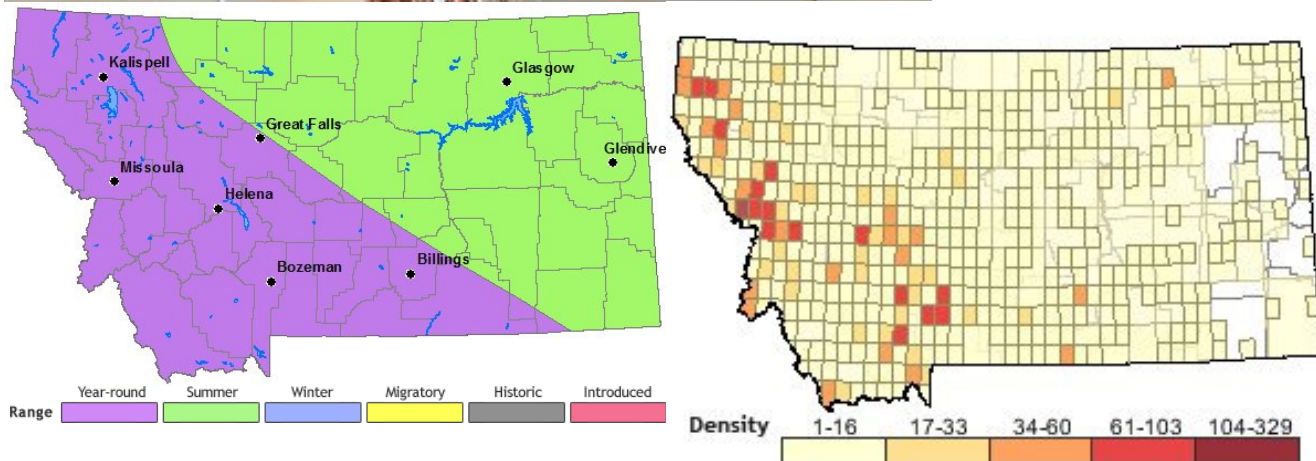 Kalispell
Glasgow
Great Falls
Glendive
Missoula
Helena
Bozeman
Billings
Year-round Summer Winter Migratory Historic Introduced
Range
Density 1-16 17-33 34-60 61-103 104-329